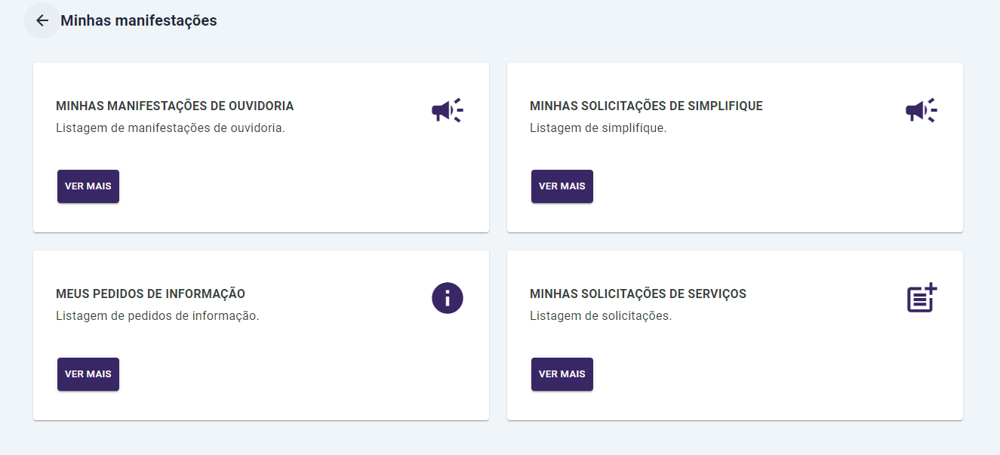 Minhas manifestações
MINHAS MANIFESTAÇÕES DE OUVIDORIA
Listagem de manifestações de ouvidoria.
VER MAIS
MINHAS SOLICITAÇÕES DE SIMPLIFIQUE
Listagem de simplifique.
VER MAIS
MEUS PEDIDOS DE INFORMAÇÃO
Listagem de pedidos de informação.
VER MAIS
MINHAS SOLICITAÇÕES DE SERVIÇOS
Listagem de solicitações.
VER MAIS